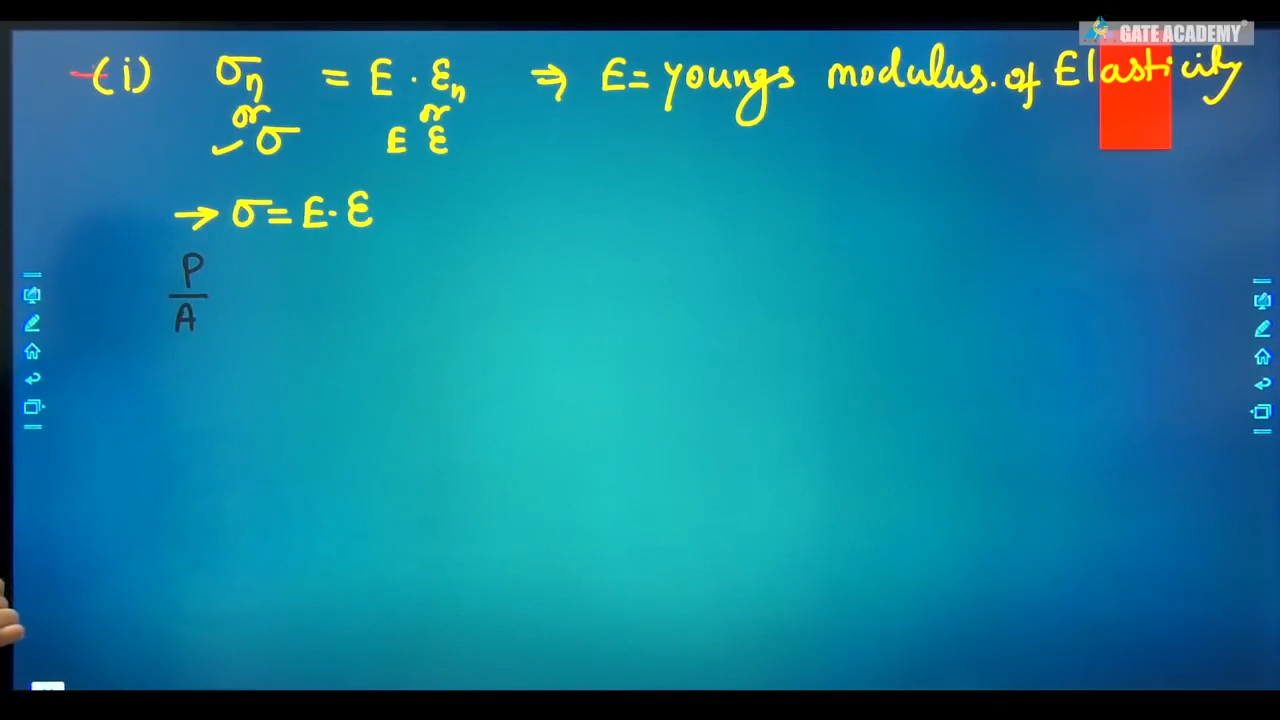 GATE ACADEMY
(i) σn = E . εn ⇒ E = Youngs modulus. of Elasticity
or or
✓ σ E ε
→ σ = E . ε
P
A